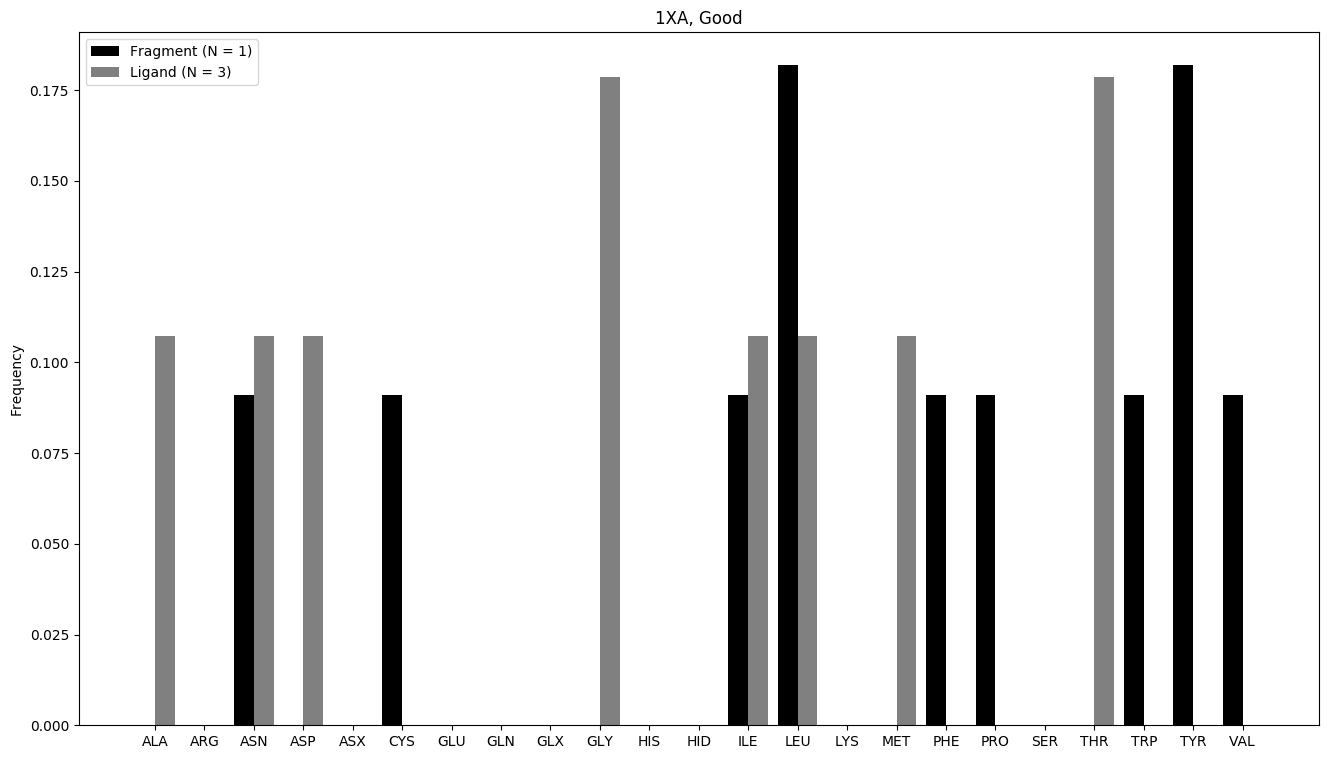 1XA, Good
Fragment (N = 1)
Ligand (N = 3)
Frequency
0.175
0.150
0.125
0.100
0.075
0.050
0.025
0.000
ALA ARG ASN ASP ASX CYS GLU GLN GLX GLY HIS HID ILE LEU LYS MET PHE PRO SER THR TRP TYR VAL